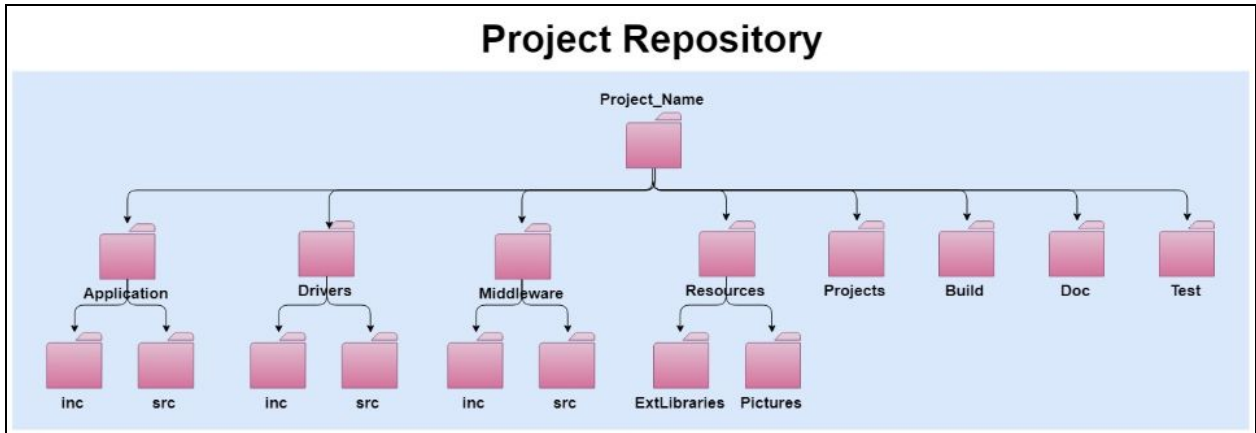 Project Repository
Project_Name
Application Drivers Middleware Resources Projects Build Doc Test
inc src inc src inc src ExtLibraries Pictures